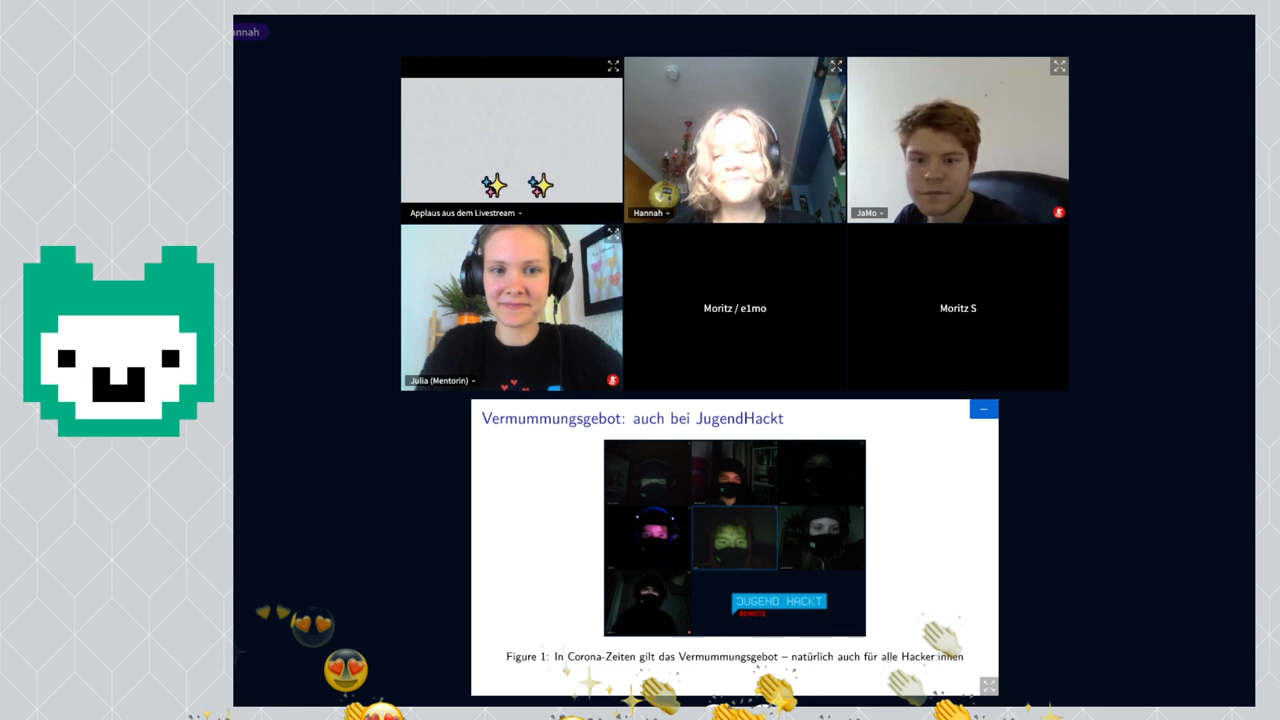 annah
Applaus aus dem Livestream
Hannah
JaMo
Julia (Mentorin)
Moritz / e1mo
Moritz S
Vermummungsgebot: auch bei JugendHackt
JUGEND HACKT
REMOTE
Figure 1: In Corona-Zeiten gilt das Vermummungsgebot – natürlich auch für alle Hacker:innen